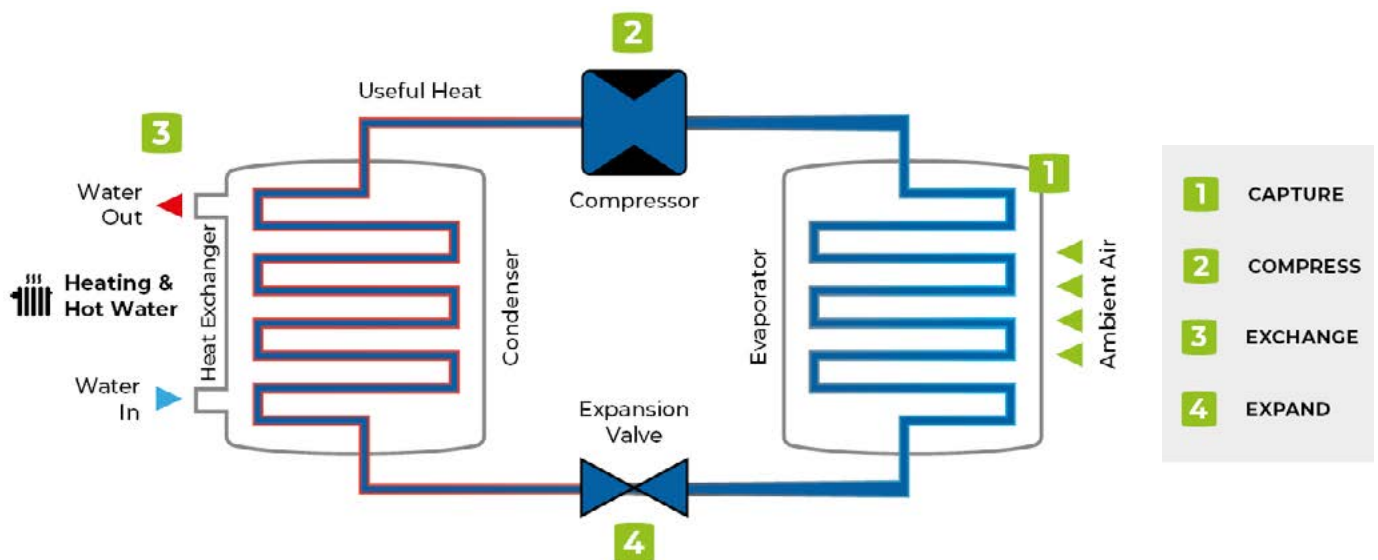 2
Useful Heat
3
1
Water
Out
Compressor
Heat Exchanger
Condenser
Evaporator
Ambient Air
Heating &
Hot Water
Water
In
Expansion
Valve
4
1 CAPTURE
2 COMPRESS
3 EXCHANGE
4 EXPAND